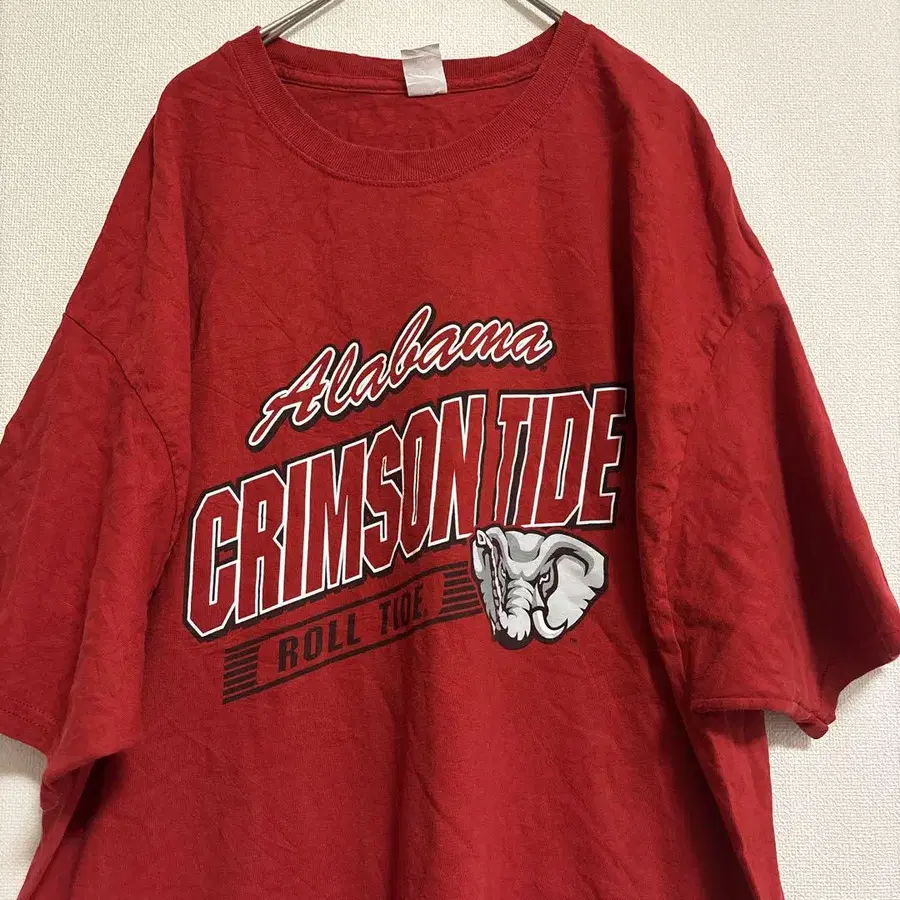 Alabama
CRIMSON TIDE
ROLL TIDE